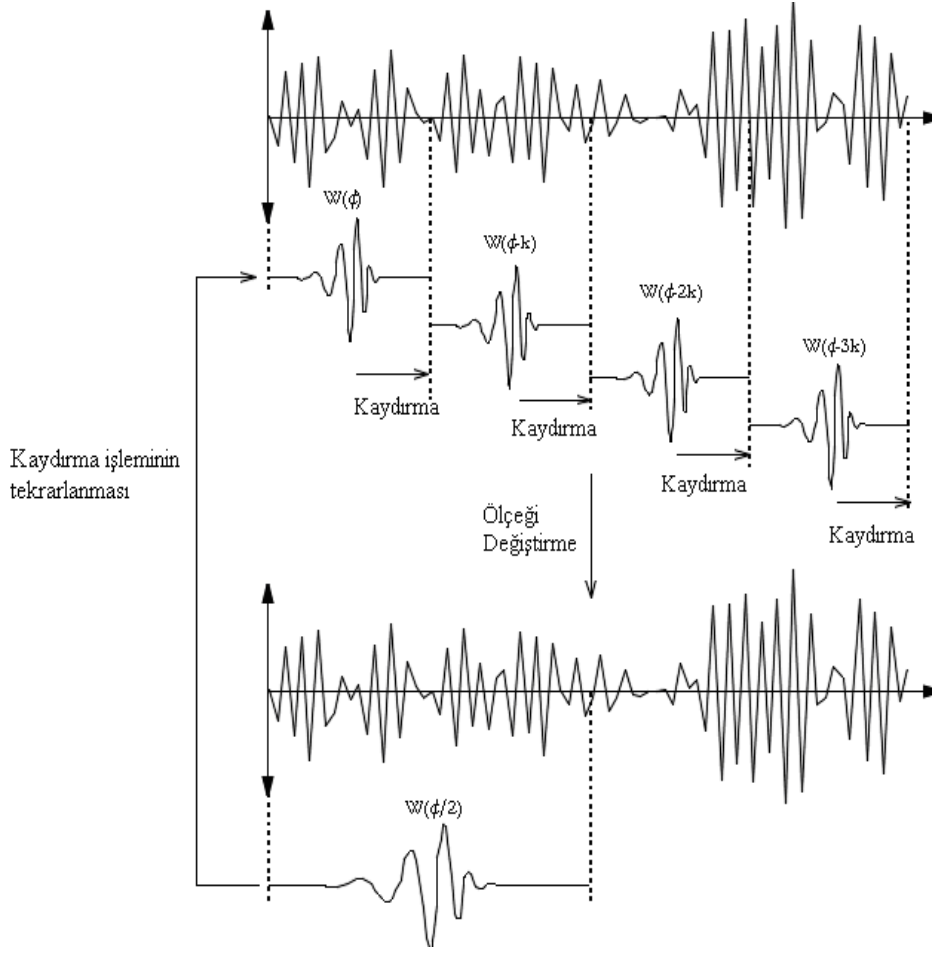 W(¢)
W(¢-k)
W(¢-2k)
W(¢-3k)
Kaydırma
Kaydırma
Kaydırma
Kaydırma
Kaydırma işleminin
tekrarlanması
Ölçeği
Değiştirme
W(¢/2)